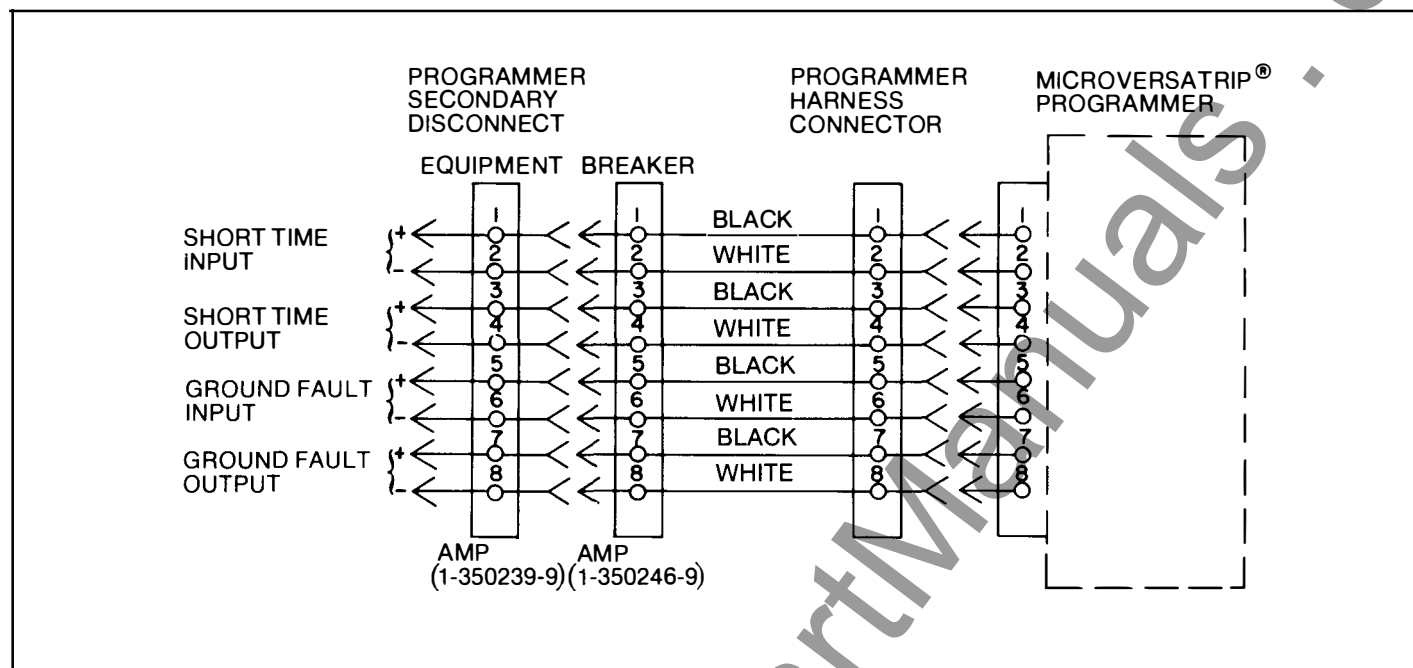 PROGRAMMER
SECONDARY
DISCONNECT
PROGRAMMER
HARNESS
CONNECTOR
MICROVERSATRIP®
PROGRAMMER
EQUIPMENT BREAKER
SHORT TIME
INPUT
+
-
SHORT TIME
OUTPUT
+
-
GROUND FAULT
INPUT
+
-
GROUND FAULT
OUTPUT
+
-
1
2
3
4
5
6
7
8
1
2
3
4
5
6
7
8
BLACK
WHITE
BLACK
WHITE
BLACK
WHITE
BLACK
WHITE
1
2
3
4
5
6
7
8
1
2
3
4
5
6
7
8
AMP
(1-350239-9)
AMP
(1-350246-9)
rtManuals .